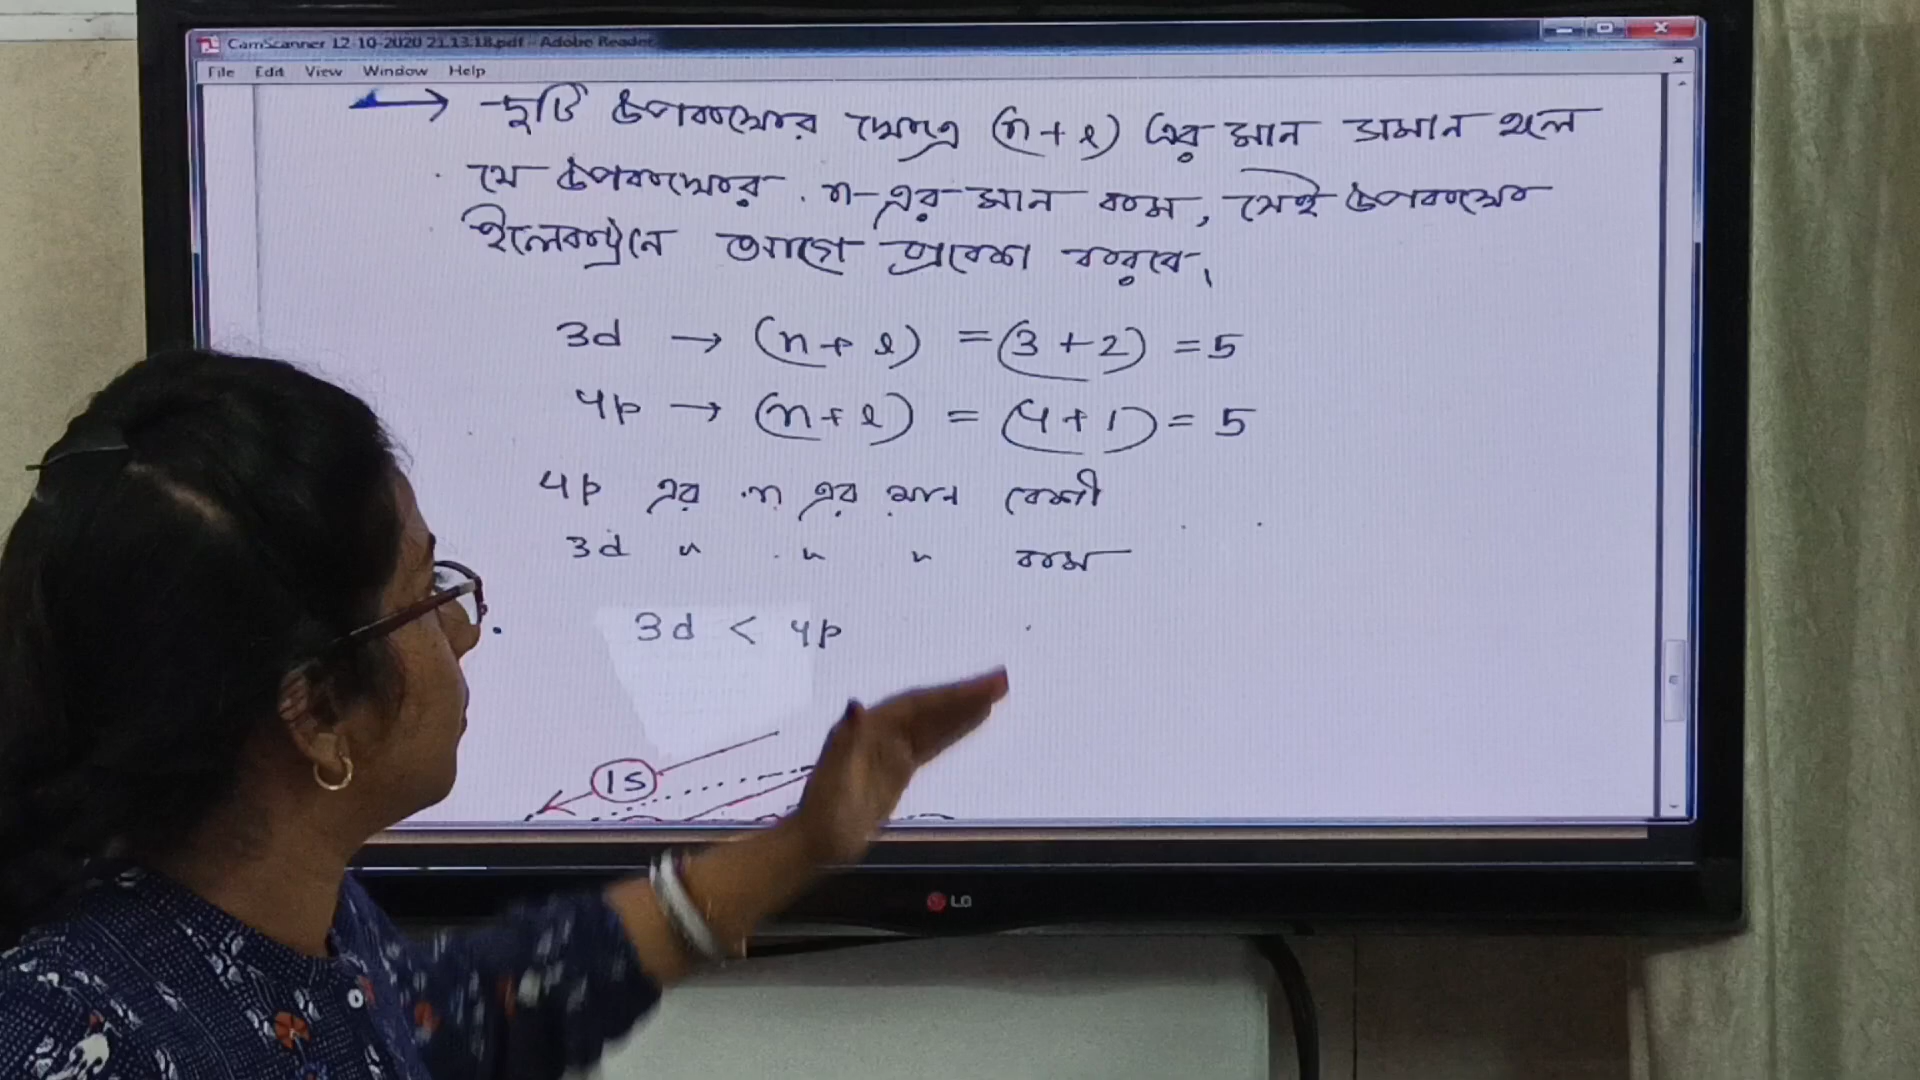 CamScanner 12-10-2020 21.13.18.pdf - Adobe Reader
File Edit View Window Help
→ দুটি উপকক্ষের ক্ষেত্রে (n+l) এর মান সমান হলে
যে উপকক্ষের n-এর মান কম, সেই উপকক্ষে
ইলেকট্রন আগে প্রবেশ করবে।
3d → (n+l) = (3+2) = 5
4p → (n+l) = (4+1) = 5
4p এর n এর মান বেশী
3d " " " কম
3d < 4p
1s
LG